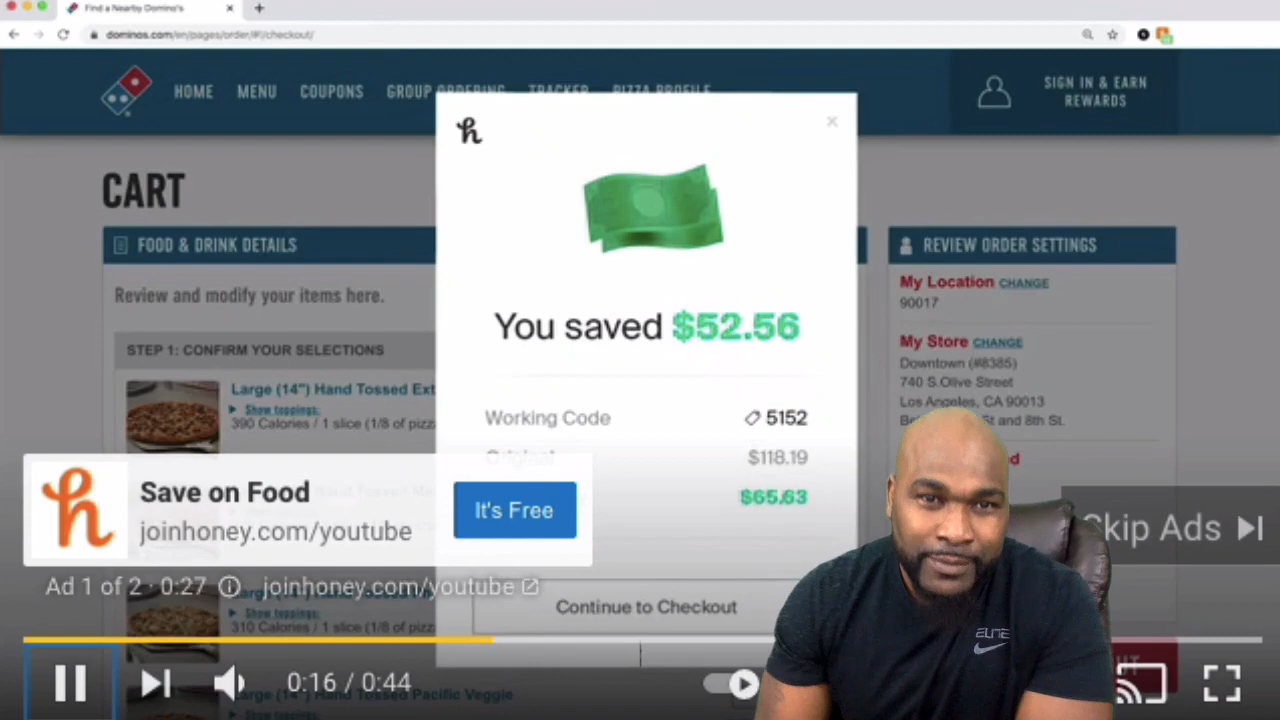 Find a Nearby Domino's
dominos.com/en/pages/order/#!/checkout/
HOME MENU COUPONS GROUP ORDERING TRACKER PIZZA PROFILE
SIGN IN & EARN
REWARDS
h
CART
FOOD & DRINK DETAILS
REVIEW ORDER SETTINGS
Review and modify your items here.
My Location CHANGE
90017
You saved $52.56
STEP 1: CONFIRM YOUR SELECTIONS
My Store CHANGE
Downtown (#8385)
740 S.Olive Street
Los Angeles, CA 90013
St and 8th St.
Large (14") Hand Tossed Ext
Show toppings:
390 Calories / 1 slice (1/8 of pizz
Working Code 5152
Original $118.19
$65.63
h
Save on Food
joinhoney.com/youtube
It's Free
Skip Ads
Ad 1 of 2 · 0:27 joinhoney.com/youtube
Show toppings:
310 Calories / 1 slice (1/8 of pizz
Continue to Checkout
ELITE
0:16 / 0:44
Large (14") Hand Tossed Pacific Veggie